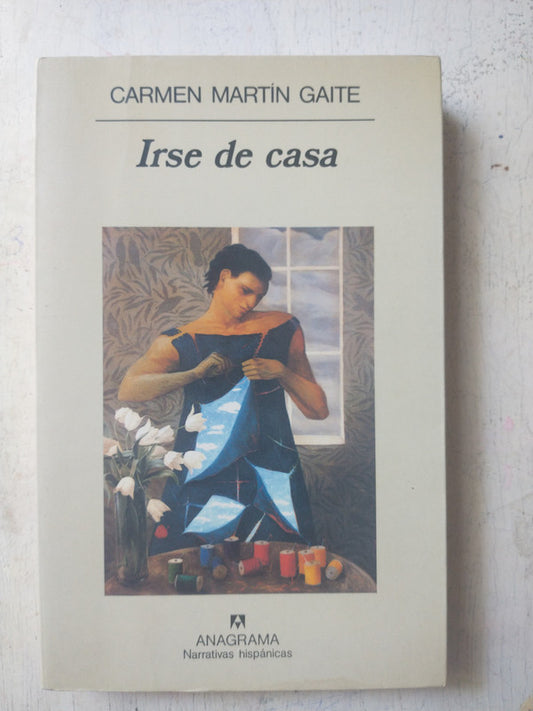 CARMEN MARTÍN GAITE
Irse de casa
ANAGRAMA
Narrativas hispánicas